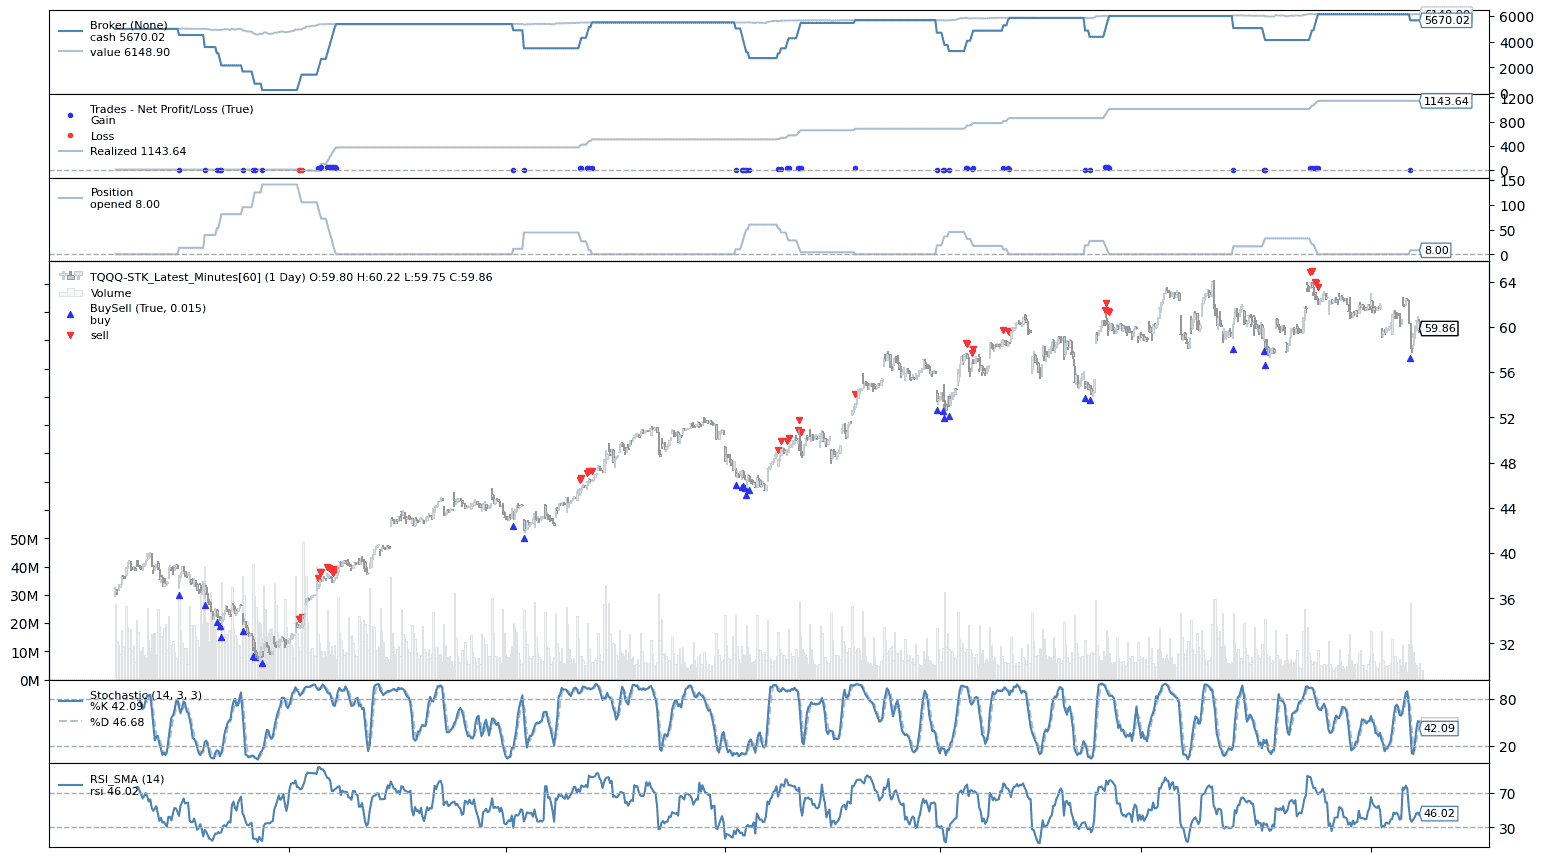 Broker (None)
cash 5670.02
value 6148.90
6000
4000
2000
0
6148.90
5670.02
Trades - Net Profit/Loss (True)
Gain
Loss
Realized 1143.64
1200
800
400
0
1143.64
Position
opened 8.00
150
100
50
0
8.00
TQQQ-STK_Latest_Minutes[60] (1 Day) O:59.80 H:60.22 L:59.75 C:59.86
Volume
BuySell (True, 0.015)
buy
sell
64
60
56
52
48
44
40
36
32
59.86
50M
40M
30M
20M
10M
0M
Stochastic (14, 3, 3)
%K 42.09
%D 46.68
80
20
42.09
RSI_SMA (14)
rsi 46.02
70
30
46.02